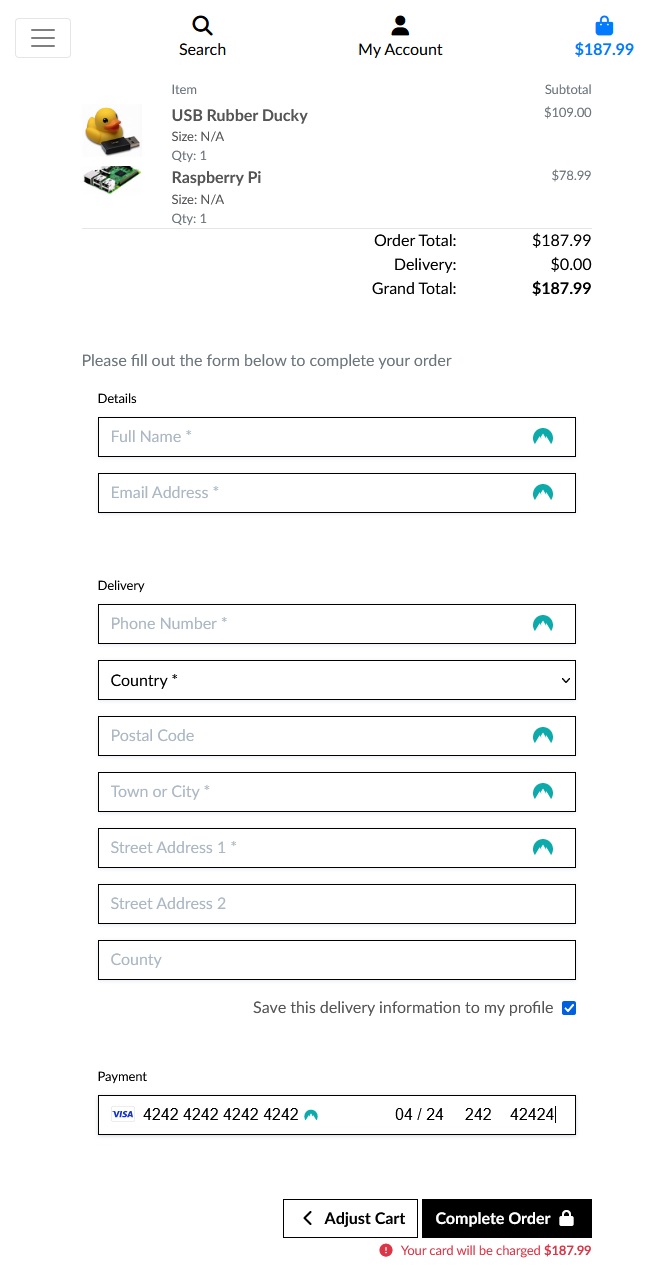 Search
My Account
$187.99
Item Subtotal
USB Rubber Ducky $109.00
Size: N/A
Qty: 1
Raspberry Pi $78.99
Size: N/A
Qty: 1
Order Total: $187.99
Delivery: $0.00
Grand Total: $187.99
Please fill out the form below to complete your order
Details
Full Name *
Email Address *
Delivery
Phone Number *
Country *
Postal Code
Town or City *
Street Address 1 *
Street Address 2
County
Save this delivery information to my profile
Payment
VISA 4242 4242 4242 4242 04 / 24 242 42424
Adjust Cart Complete Order
Your card will be charged $187.99